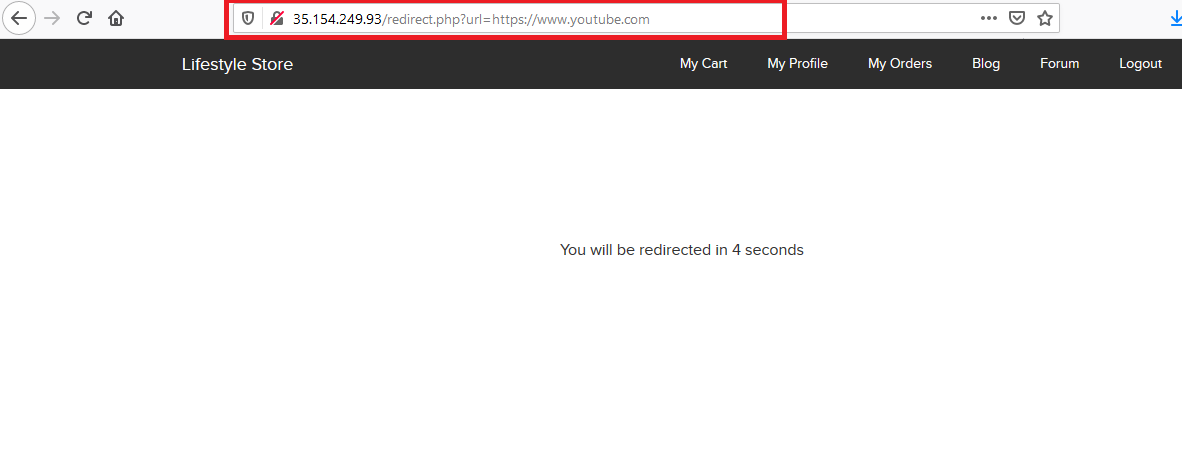 35.154.249.93/redirect.php?url=https://www.youtube.com
Lifestyle Store My Cart My Profile My Orders Blog Forum Logout
You will be redirected in 4 seconds